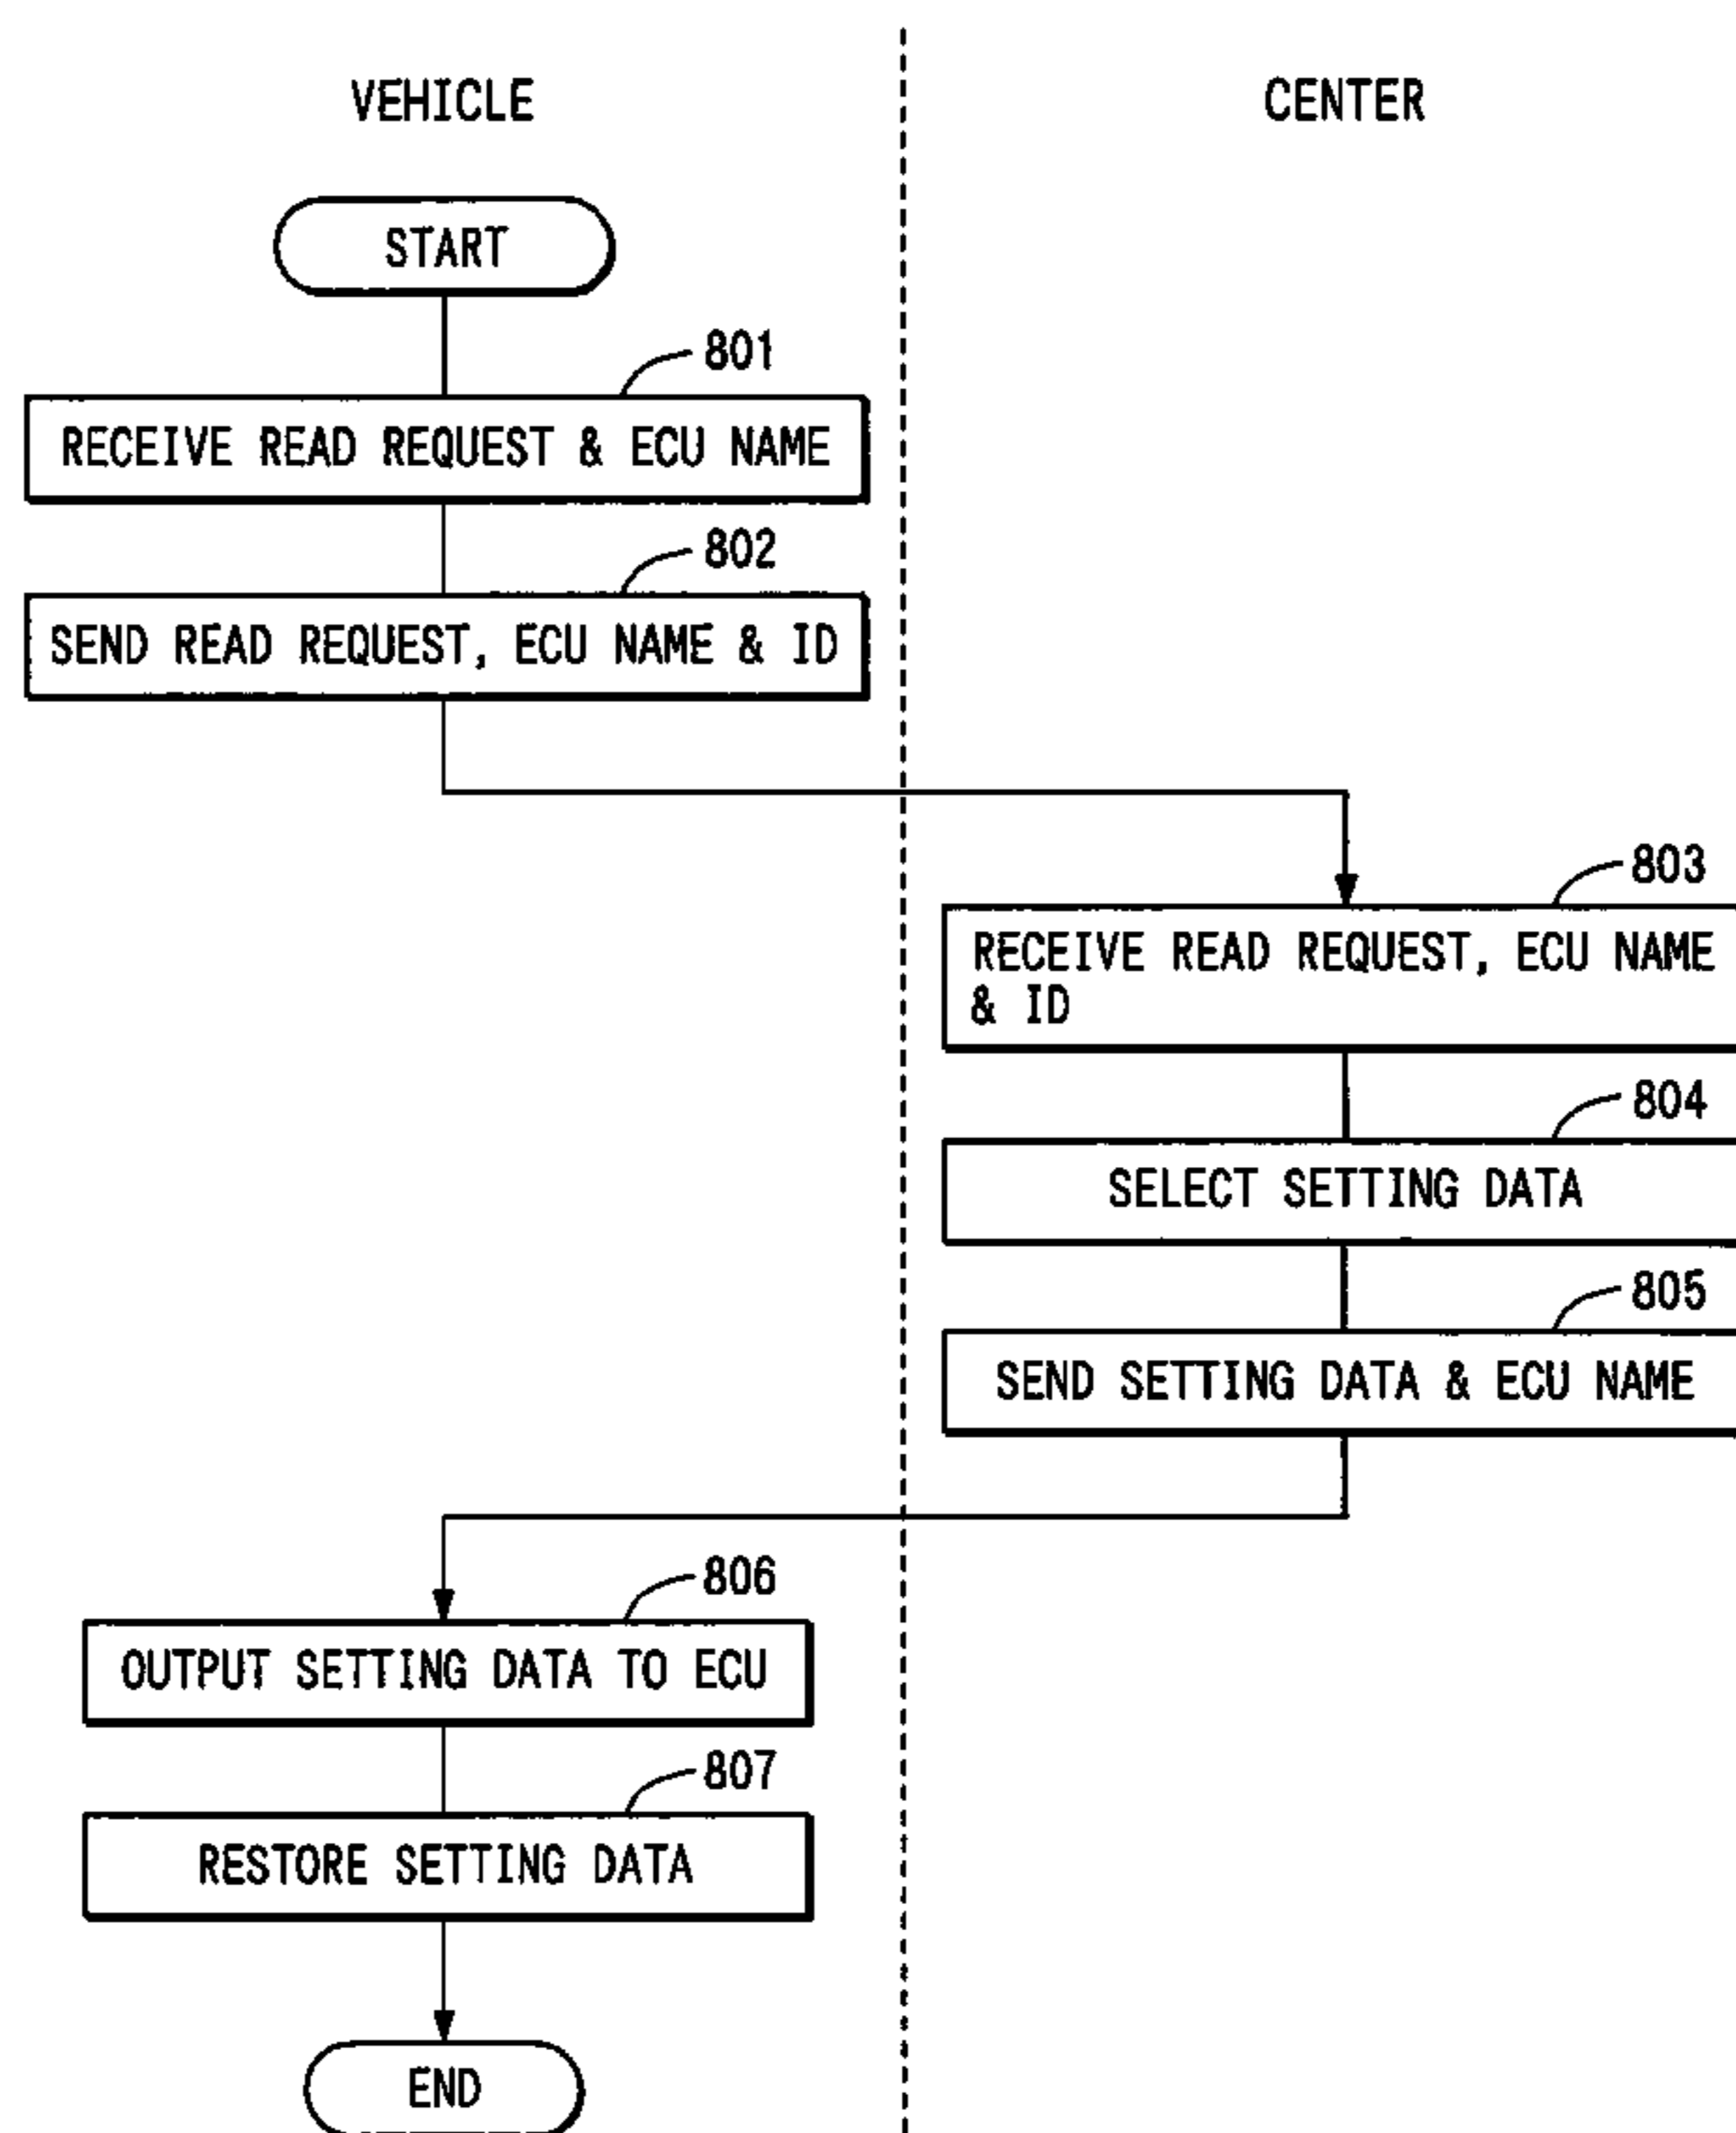 VEHICLE
CENTER
START
801
RECEIVE READ REQUEST & ECU NAME
802
SEND READ REQUEST, ECU NAME & ID
803
RECEIVE READ REQUEST, ECU NAME
& ID
804
SELECT SETTING DATA
805
SEND SETTING DATA & ECU NAME
806
OUTPUT SETTING DATA TO ECU
807
RESTORE SETTING DATA
END